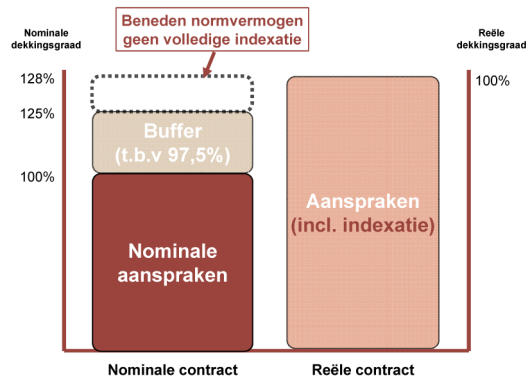 Nominale
dekkingsgraad
Beneden normvermogen
geen volledige indexatie
Reële
dekkingsgraad
128%
100%
125%
Buffer
(t.b.v 97,5%)
100%
Aanspraken
(incl. indexatie)
Nominale
aanspraken
Nominale contract
Reële contract